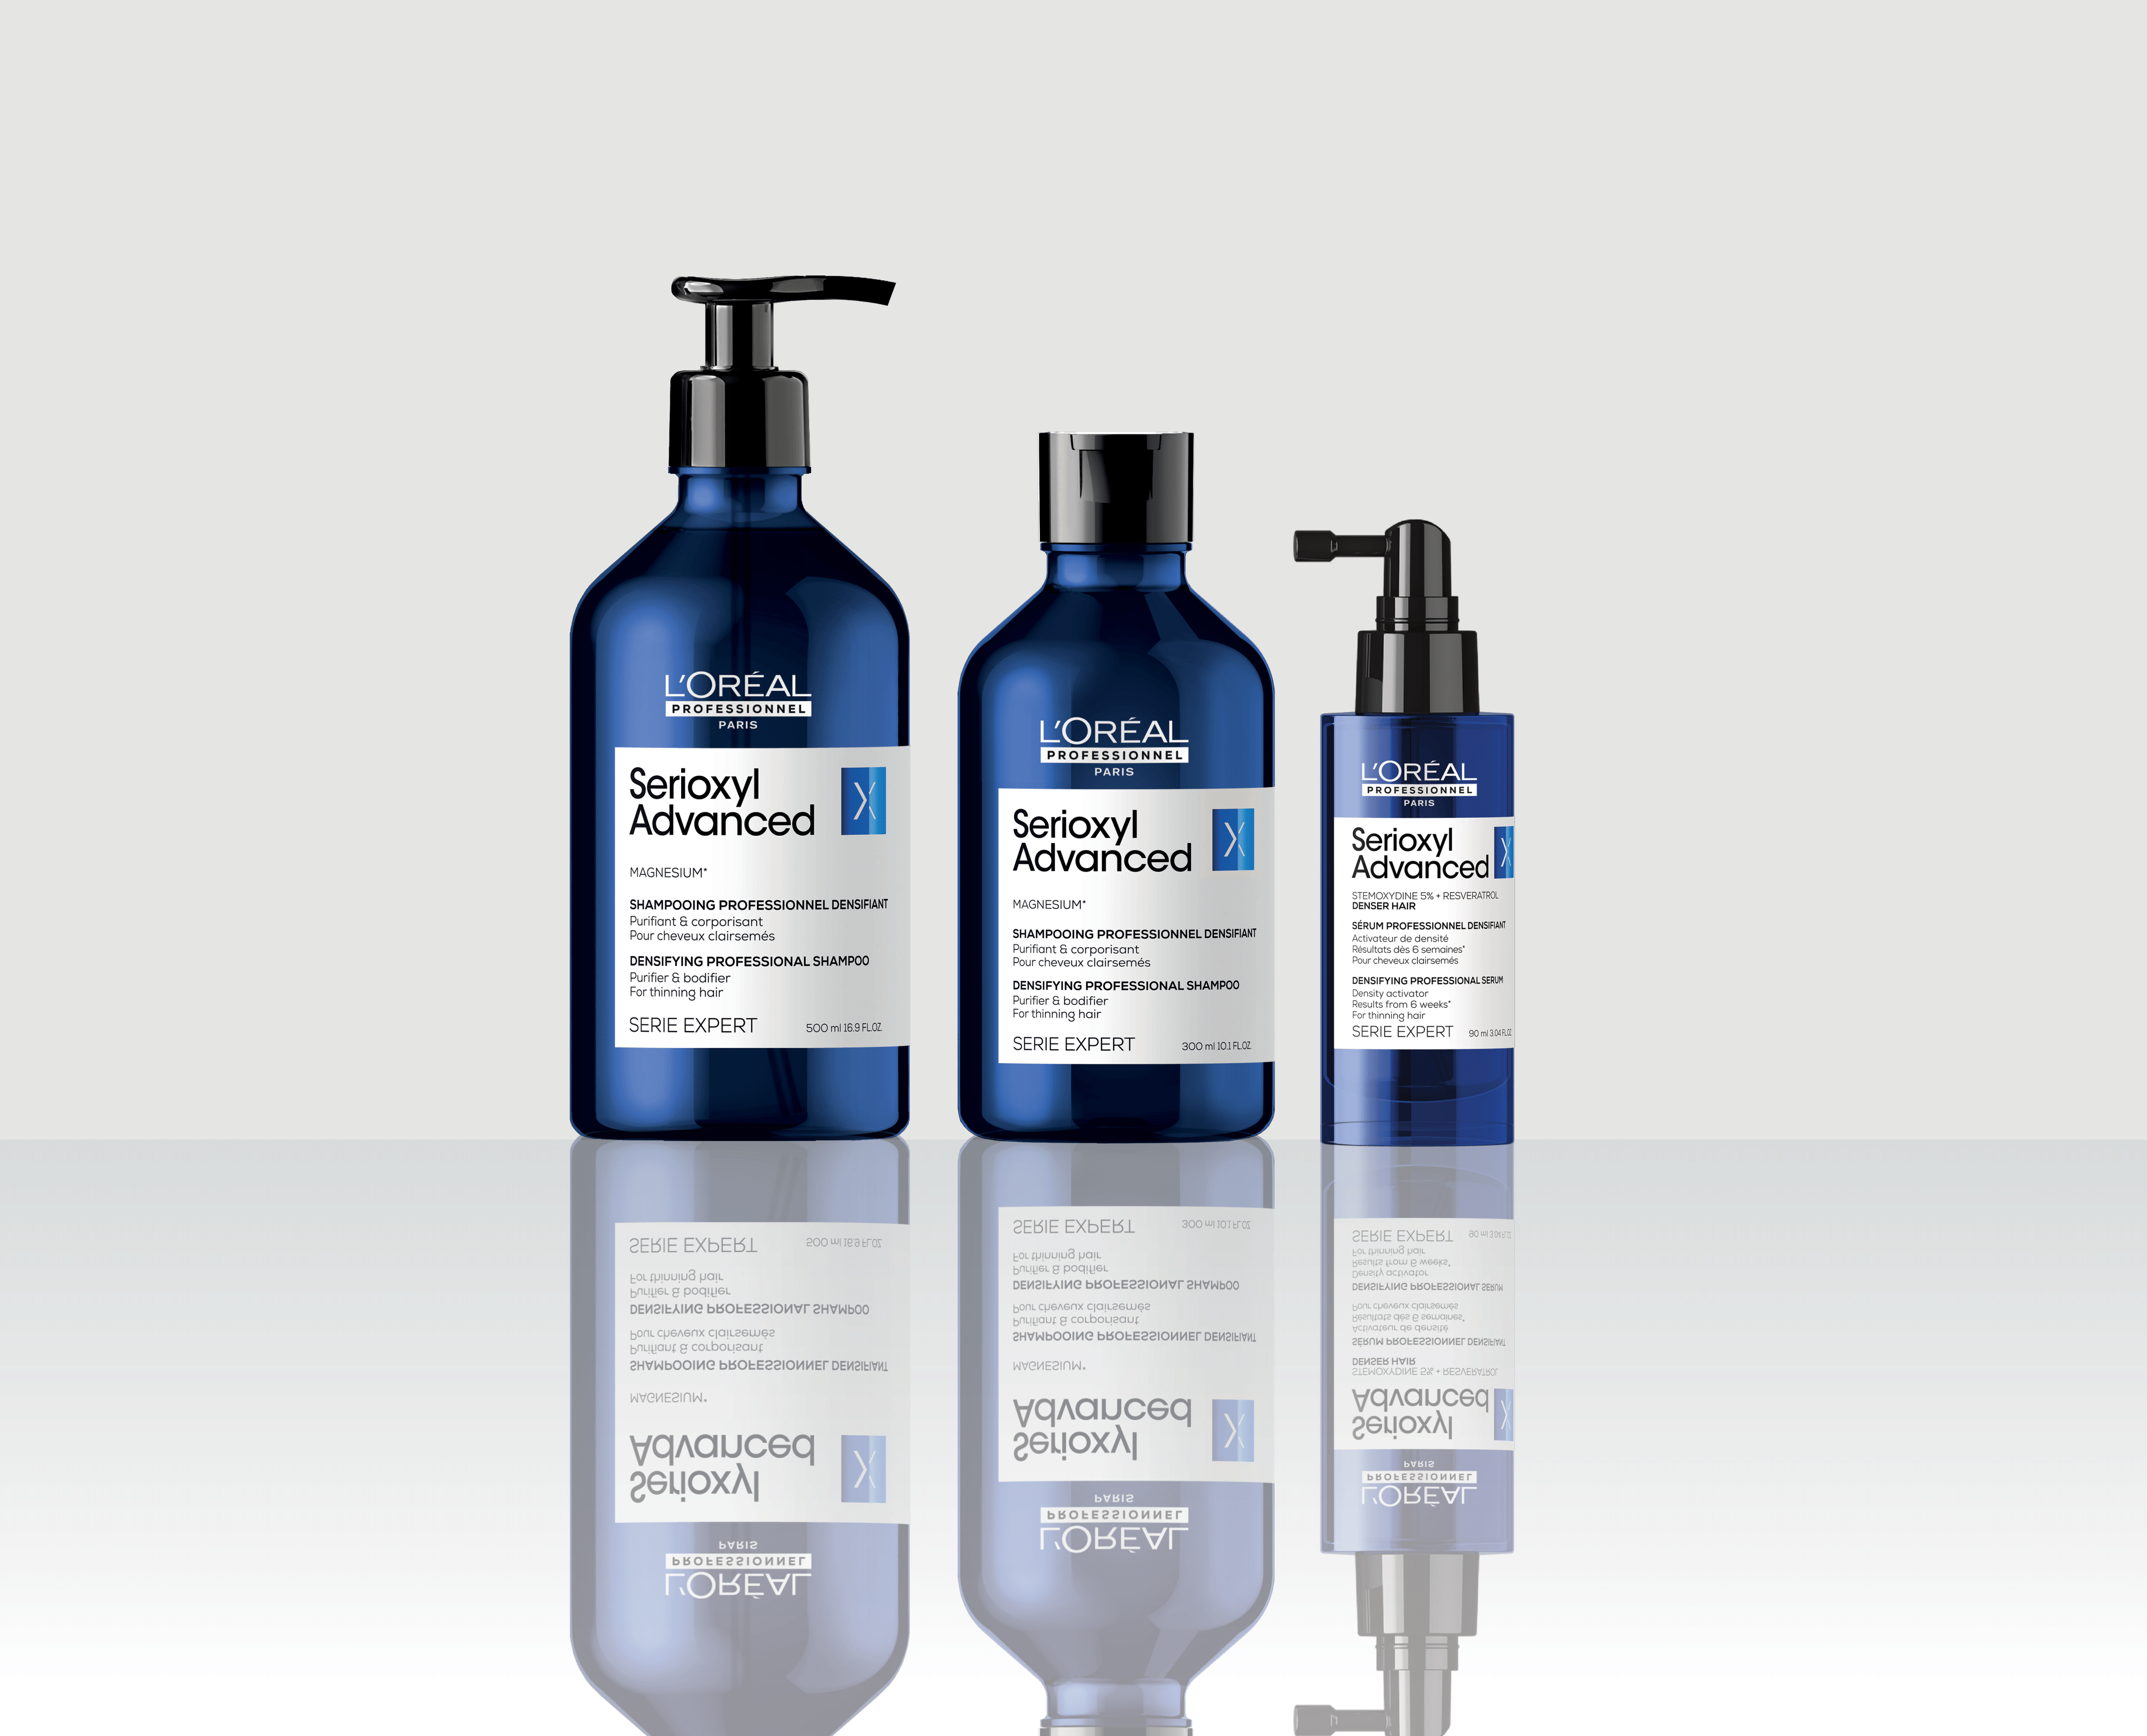 L'ORÉAL
PROFESSIONNEL
PARIS
Serioxyl
Advanced
MAGNESIUM*
SHAMPOOING PROFESSIONNEL DENSIFIANT
Purifiant & corporisant
Pour cheveux clairsemés
DENSIFYING PROFESSIONAL SHAMPOO
Purifier & bodifier
For thinning hair
SERIE EXPERT 500 ml 16.9 FL.OZ.
L'ORÉAL
PROFESSIONNEL
PARIS
Serioxyl
Advanced
MAGNESIUM*
SHAMPOOING PROFESSIONNEL DENSIFIANT
Purifiant & corporisant
Pour cheveux clairsemés
DENSIFYING PROFESSIONAL SHAMPOO
Purifier & bodifier
For thinning hair
SERIE EXPERT 300 ml 10.1 FL.OZ.
L'ORÉAL
PROFESSIONNEL
PARIS
Serioxyl
Advanced
STEMOXYDINE 5% + RESVERATROL
DENSER HAIR
SÉRUM PROFESSIONNEL DENSIFIANT
Activateur de densité
Résultats dès 6 semaines*
Pour cheveux clairsemés
DENSIFYING PROFESSIONAL SERUM
Density activator
Results from 6 weeks*
For thinning hair
SERIE EXPERT 90 ml 3.04 FL.OZ.